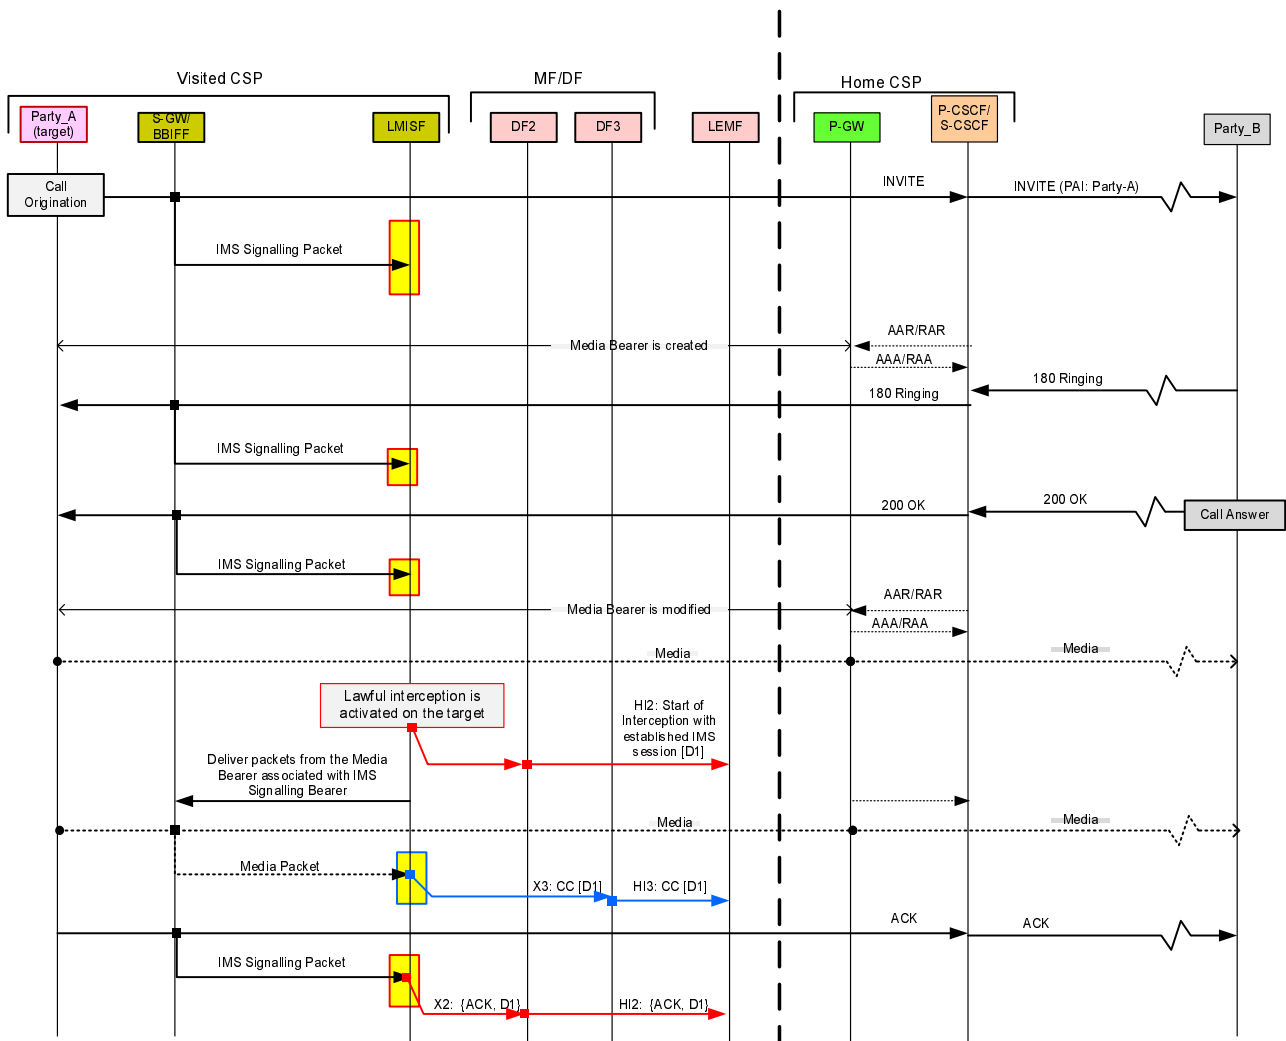 Visited CSP
MF/DF
Home CSP
Party_A
(target)
S-GW/
BBIFF
LMISF
DF2
DF3
LEMF
P-GW
P-CSCF/
S-CSCF
Party_B
Call
Origination
INVITE
INVITE (PAI: Party-A)
IMS Signalling Packet
AAR/RAR
Media Bearer is created
AAA/RAA
180 Ringing
180 Ringing
IMS Signalling Packet
200 OK
200 OK
Call Answer
IMS Signalling Packet
AAR/RAR
Media Bearer is modified
AAA/RAA
Media
Media
Lawful interception is
activated on the target
HI2: Start of
Interception with
established IMS
session [D1]
Deliver packets from the Media
Bearer associated with IMS
Signalling Bearer
Media
Media
Media Packet
X3: CC [D1]
HI3: CC [D1]
ACK
ACK
IMS Signalling Packet
X2: {ACK, D1}
HI2: {ACK, D1}